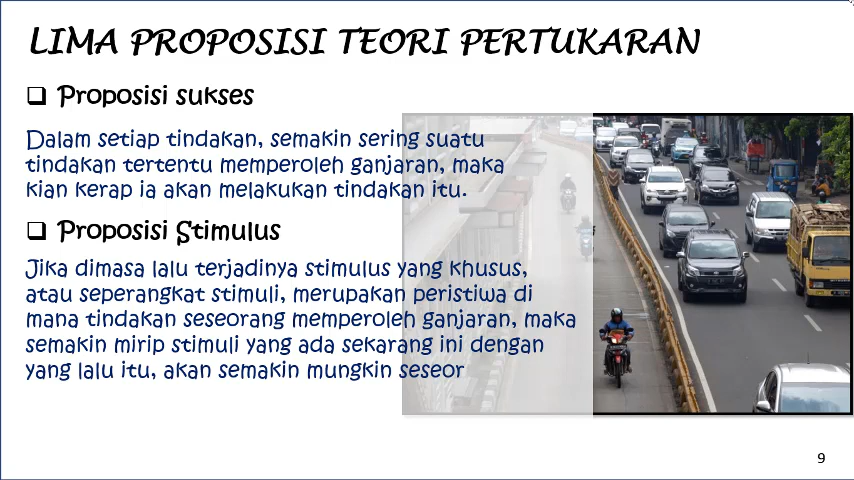 LIMA PROPOSISI TEORI PERTUKARAN
Proposisi sukses
Dalam setiap tindakan, semakin sering suatu
tindakan tertentu memperoleh ganjaran, maka
kian kerap ia akan melakukan tindakan itu.
Proposisi Stimulus
Jika dimasa lalu terjadinya stimulus yang khusus,
atau seperangkat stimuli, merupakan peristiwa di
mana tindakan seseorang memperoleh ganjaran, maka
semakin mirip stimuli yang ada sekarang ini dengan
yang lalu itu, akan semakin mungkin seseor
9